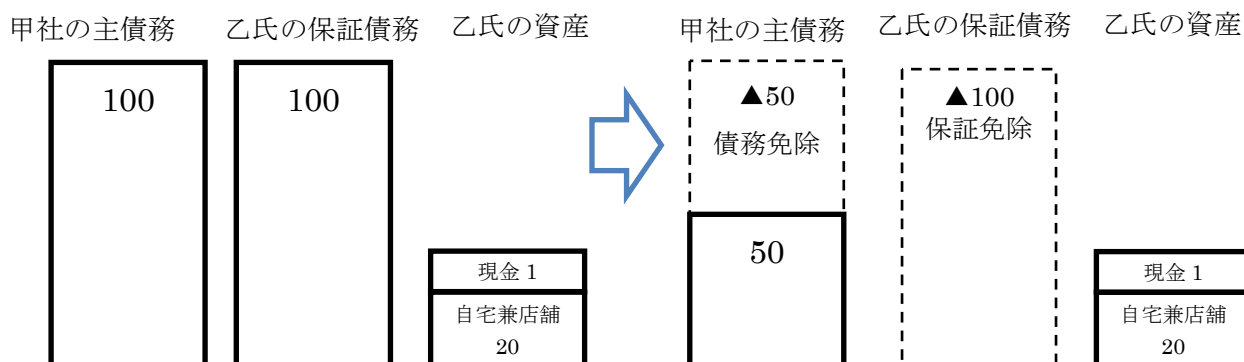 甲社の主債務 乙氏の保証債務 乙氏の資産 甲社の主債務 乙氏の保証債務 乙氏の資産
100 100 ▲50 ▲100
債務免除 保証免除
50
現金 1 現金 1
自宅兼店舗 自宅兼店舗
20 20